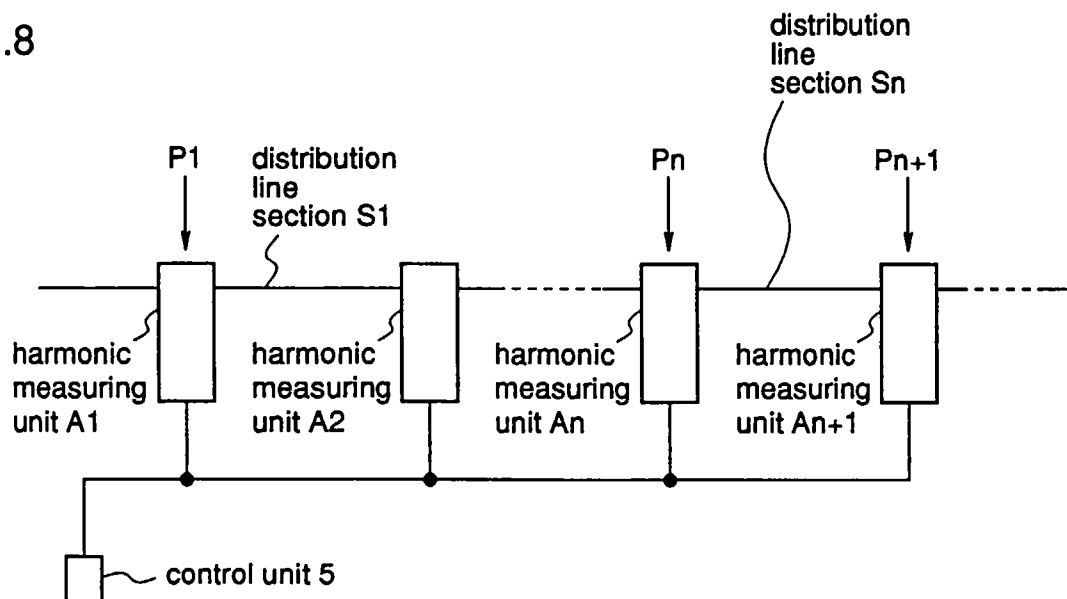 .8
distribution
line
section Sn
P1
distribution
line
section S1
Pn
Pn+1
harmonic
measuring
unit A1
harmonic
measuring
unit A2
harmonic
measuring
unit An
harmonic
measuring
unit An+1
control unit 5